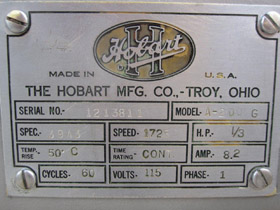 Hobart
H
MADE IN U.S.A.
THE HOBART MFG. CO.,-TROY, OHIO
SERIAL NO. MODEL
SPEC. SPEED 172 H.P. 1/3
TEMP. RISE 50° C TIME RATING CONT AMP. 8.2
CYCLES 60 VOLTS 115 PHASE 1